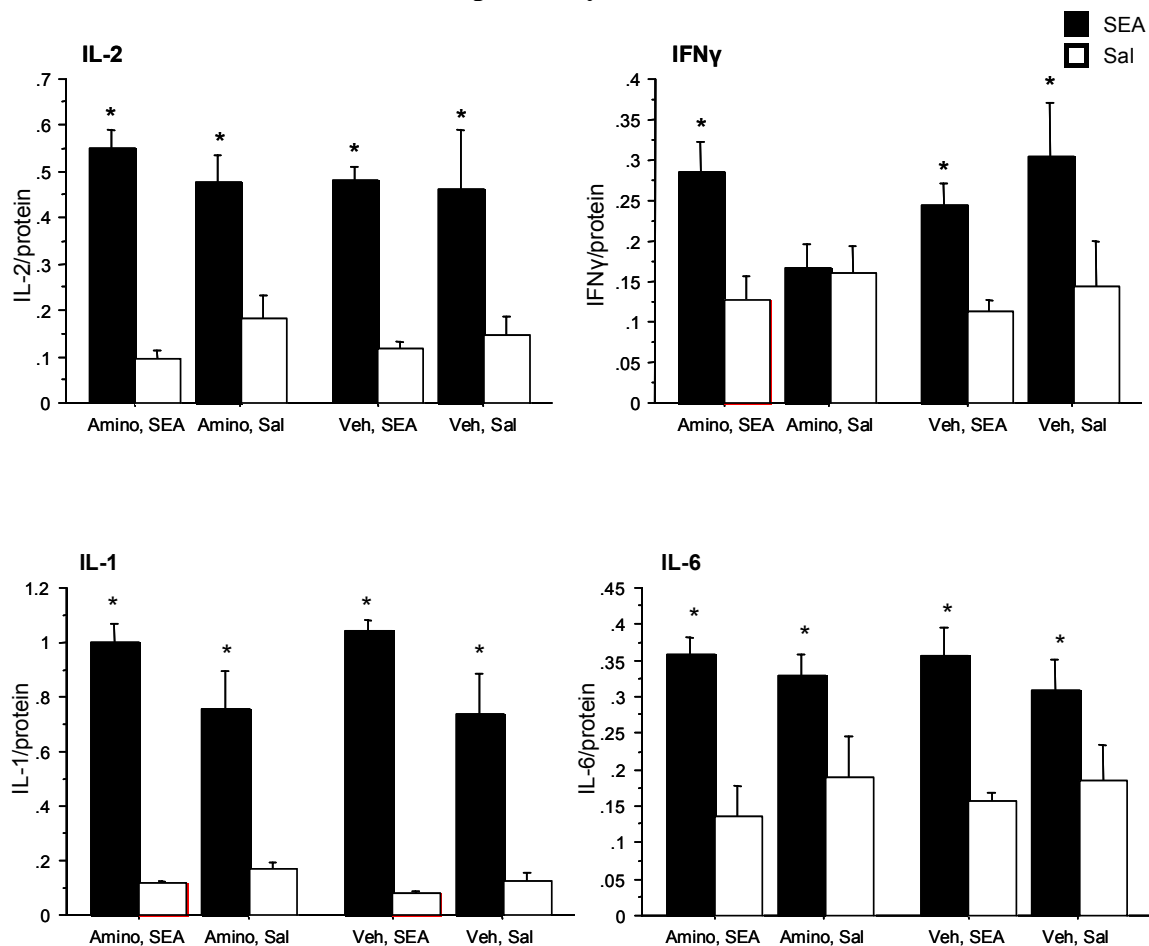 SEA
Sal
IL-2
.7
.6
.5
.4
.3
.2
.1
0
IL-2/protein
* * * *
Amino, SEA Amino, Sal Veh, SEA Veh, Sal
IFNγ
.4
.35
.3
.25
.2
.15
.1
.05
0
IFNγ/protein
* * *
Amino, SEA Amino, Sal Veh, SEA Veh, Sal
IL-1
1.2
1
.8
.6
.4
.2
0
IL-1/protein
* * * *
Amino, SEA Amino, Sal Veh, SEA Veh, Sal
IL-6
.45
.4
.35
.3
.25
.2
.15
.1
.05
0
IL-6/protein
* * * *
Amino, SEA Amino, Sal Veh, SEA Veh, Sal